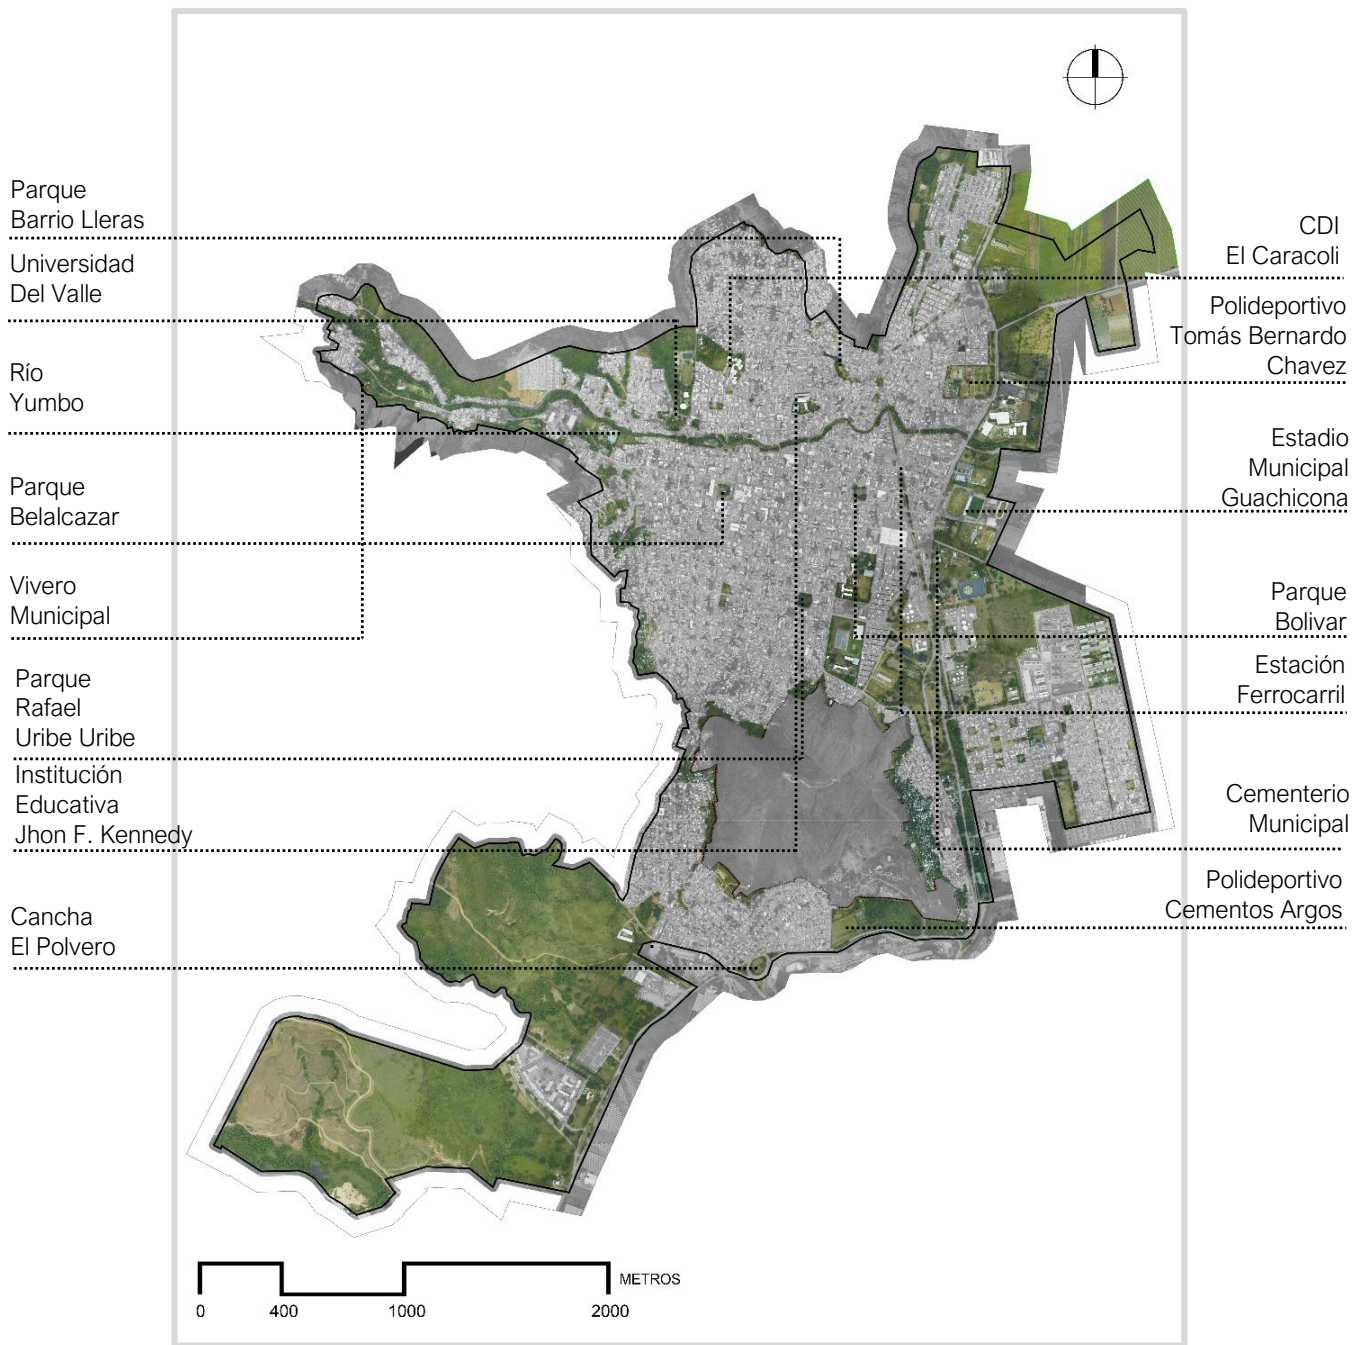 Parque
Barrio Lleras
Universidad
Del Valle
Río
Yumbo
Parque
Belalcazar
Vivero
Municipal
Parque
Rafael
Uribe Uribe
Institución
Educativa
Jhon F. Kennedy
Cancha
El Polvero
CDI
El Caracoli
Polideportivo
Tomás Bernardo
Chavez
Estadio
Municipal
Guachicona
Parque
Bolivar
Estación
Ferrocarril
Cementerio
Municipal
Polideportivo
Cementos Argos
METROS
0 400 1000 2000